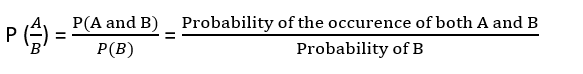 P (A/B) = P(A and B)/P(B) = Probability of the occurence of both A and B/Probability of B